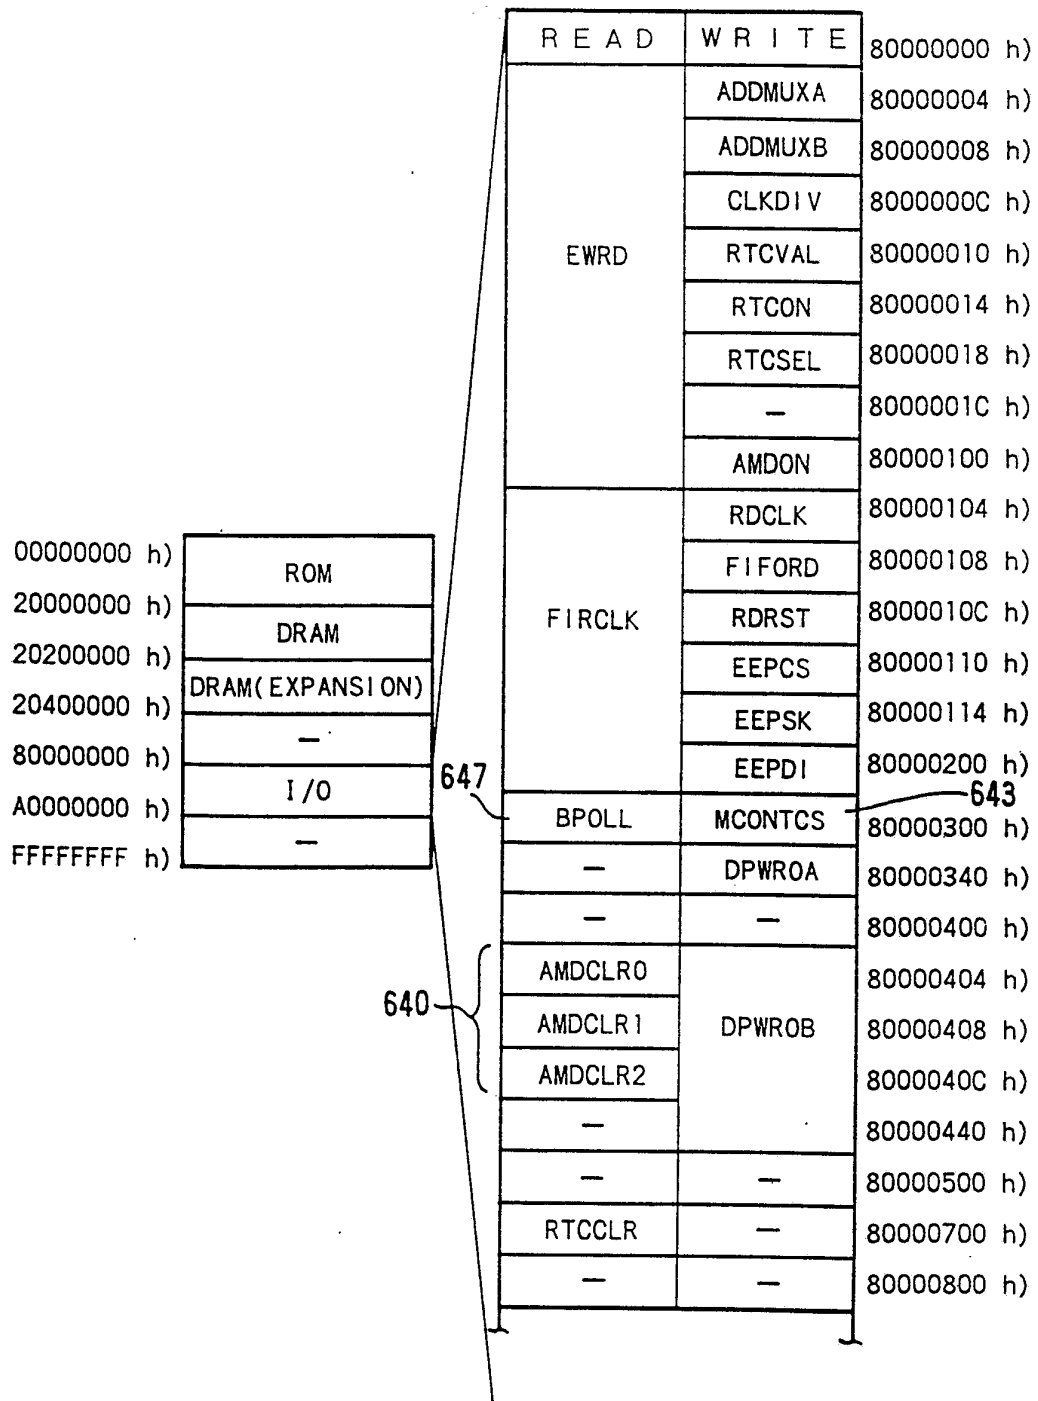 READ WRITE 80000000 h)
ADDMUXA 80000004 h)
ADDMUXB 80000008 h)
CLKDIV 8000000C h)
EWRD RTCVAL 80000010 h)
RTCON 80000014 h)
RTCSEL 80000018 h)
– 8000001C h)
AMDON 80000100 h)
RDCLK 80000104 h)
FIFORD 80000108 h)
FIRCLK RDRST 8000010C h)
EEPCS 80000110 h)
EEPSK 80000114 h)
EEPDI 80000200 h)
647 BPOLL MCONTCS 643 80000300 h)
– DPWROA 80000340 h)
– – 80000400 h)
AMDCLR0 80000404 h)
640 AMDCLR1 DPWROB 80000408 h)
AMDCLR2 8000040C h)
– 80000440 h)
– – 80000500 h)
RTCCLR – 80000700 h)
– – 80000800 h)
00000000 h) ROM
20000000 h) DRAM
20200000 h) DRAM(EXPANSION)
20400000 h) –
80000000 h) I/O
A0000000 h) –
FFFFFFFF h)